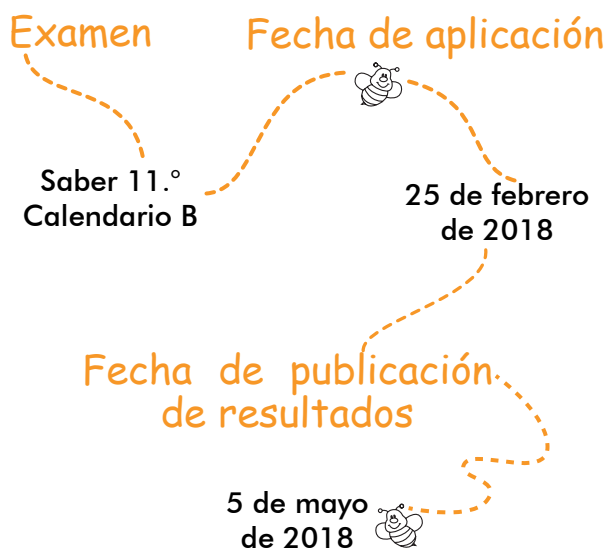 Examen
Fecha de aplicación
Saber 11.°
Calendario B
25 de febrero
de 2018
Fecha de publicación
de resultados
5 de mayo
de 2018